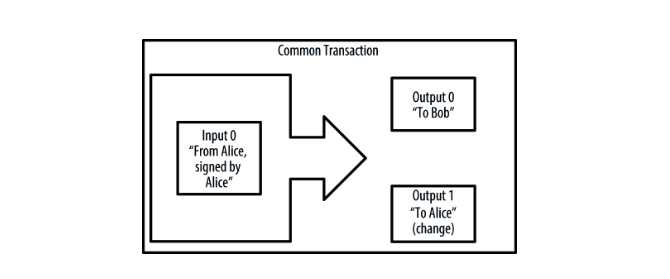 Common Transaction
Input 0
“From Alice,
signed by
Alice”
Output 0
“To Bob”
Output 1
“To Alice”
(change)